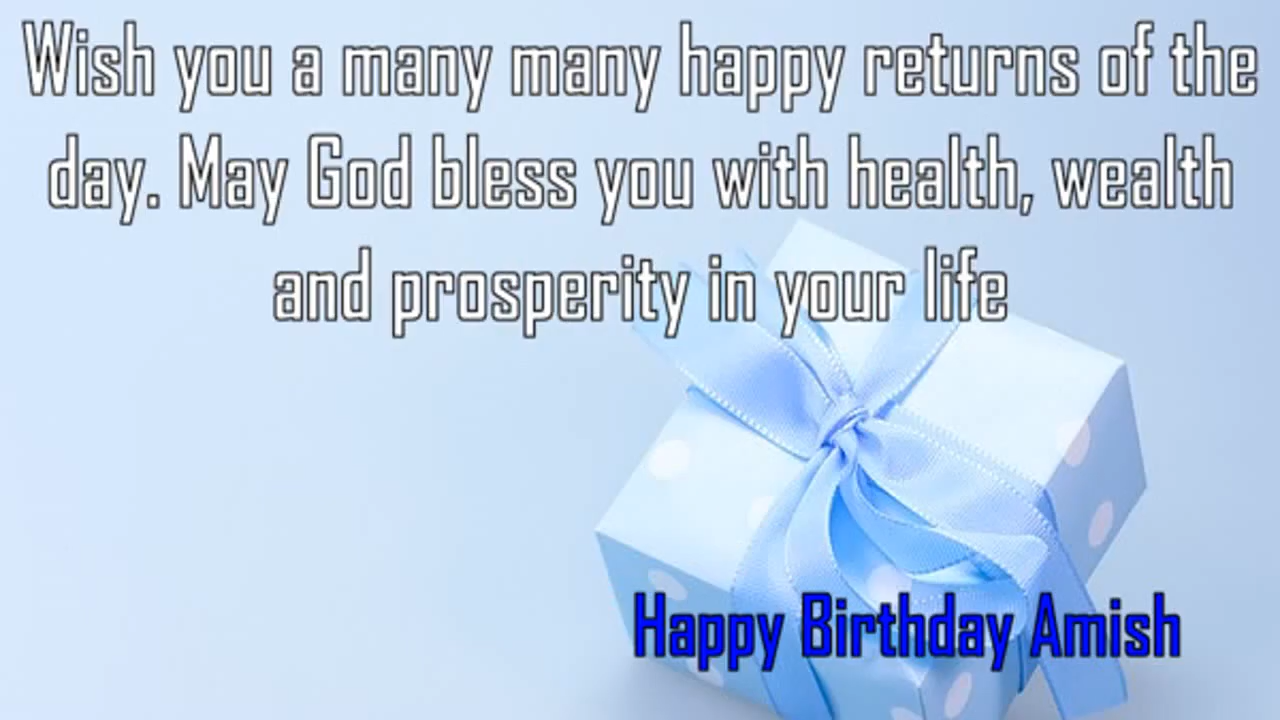 Wish you a many many happy returns of the
day. May God bless you with health, wealth
and prosperity in your life
Happy Birthday Amish